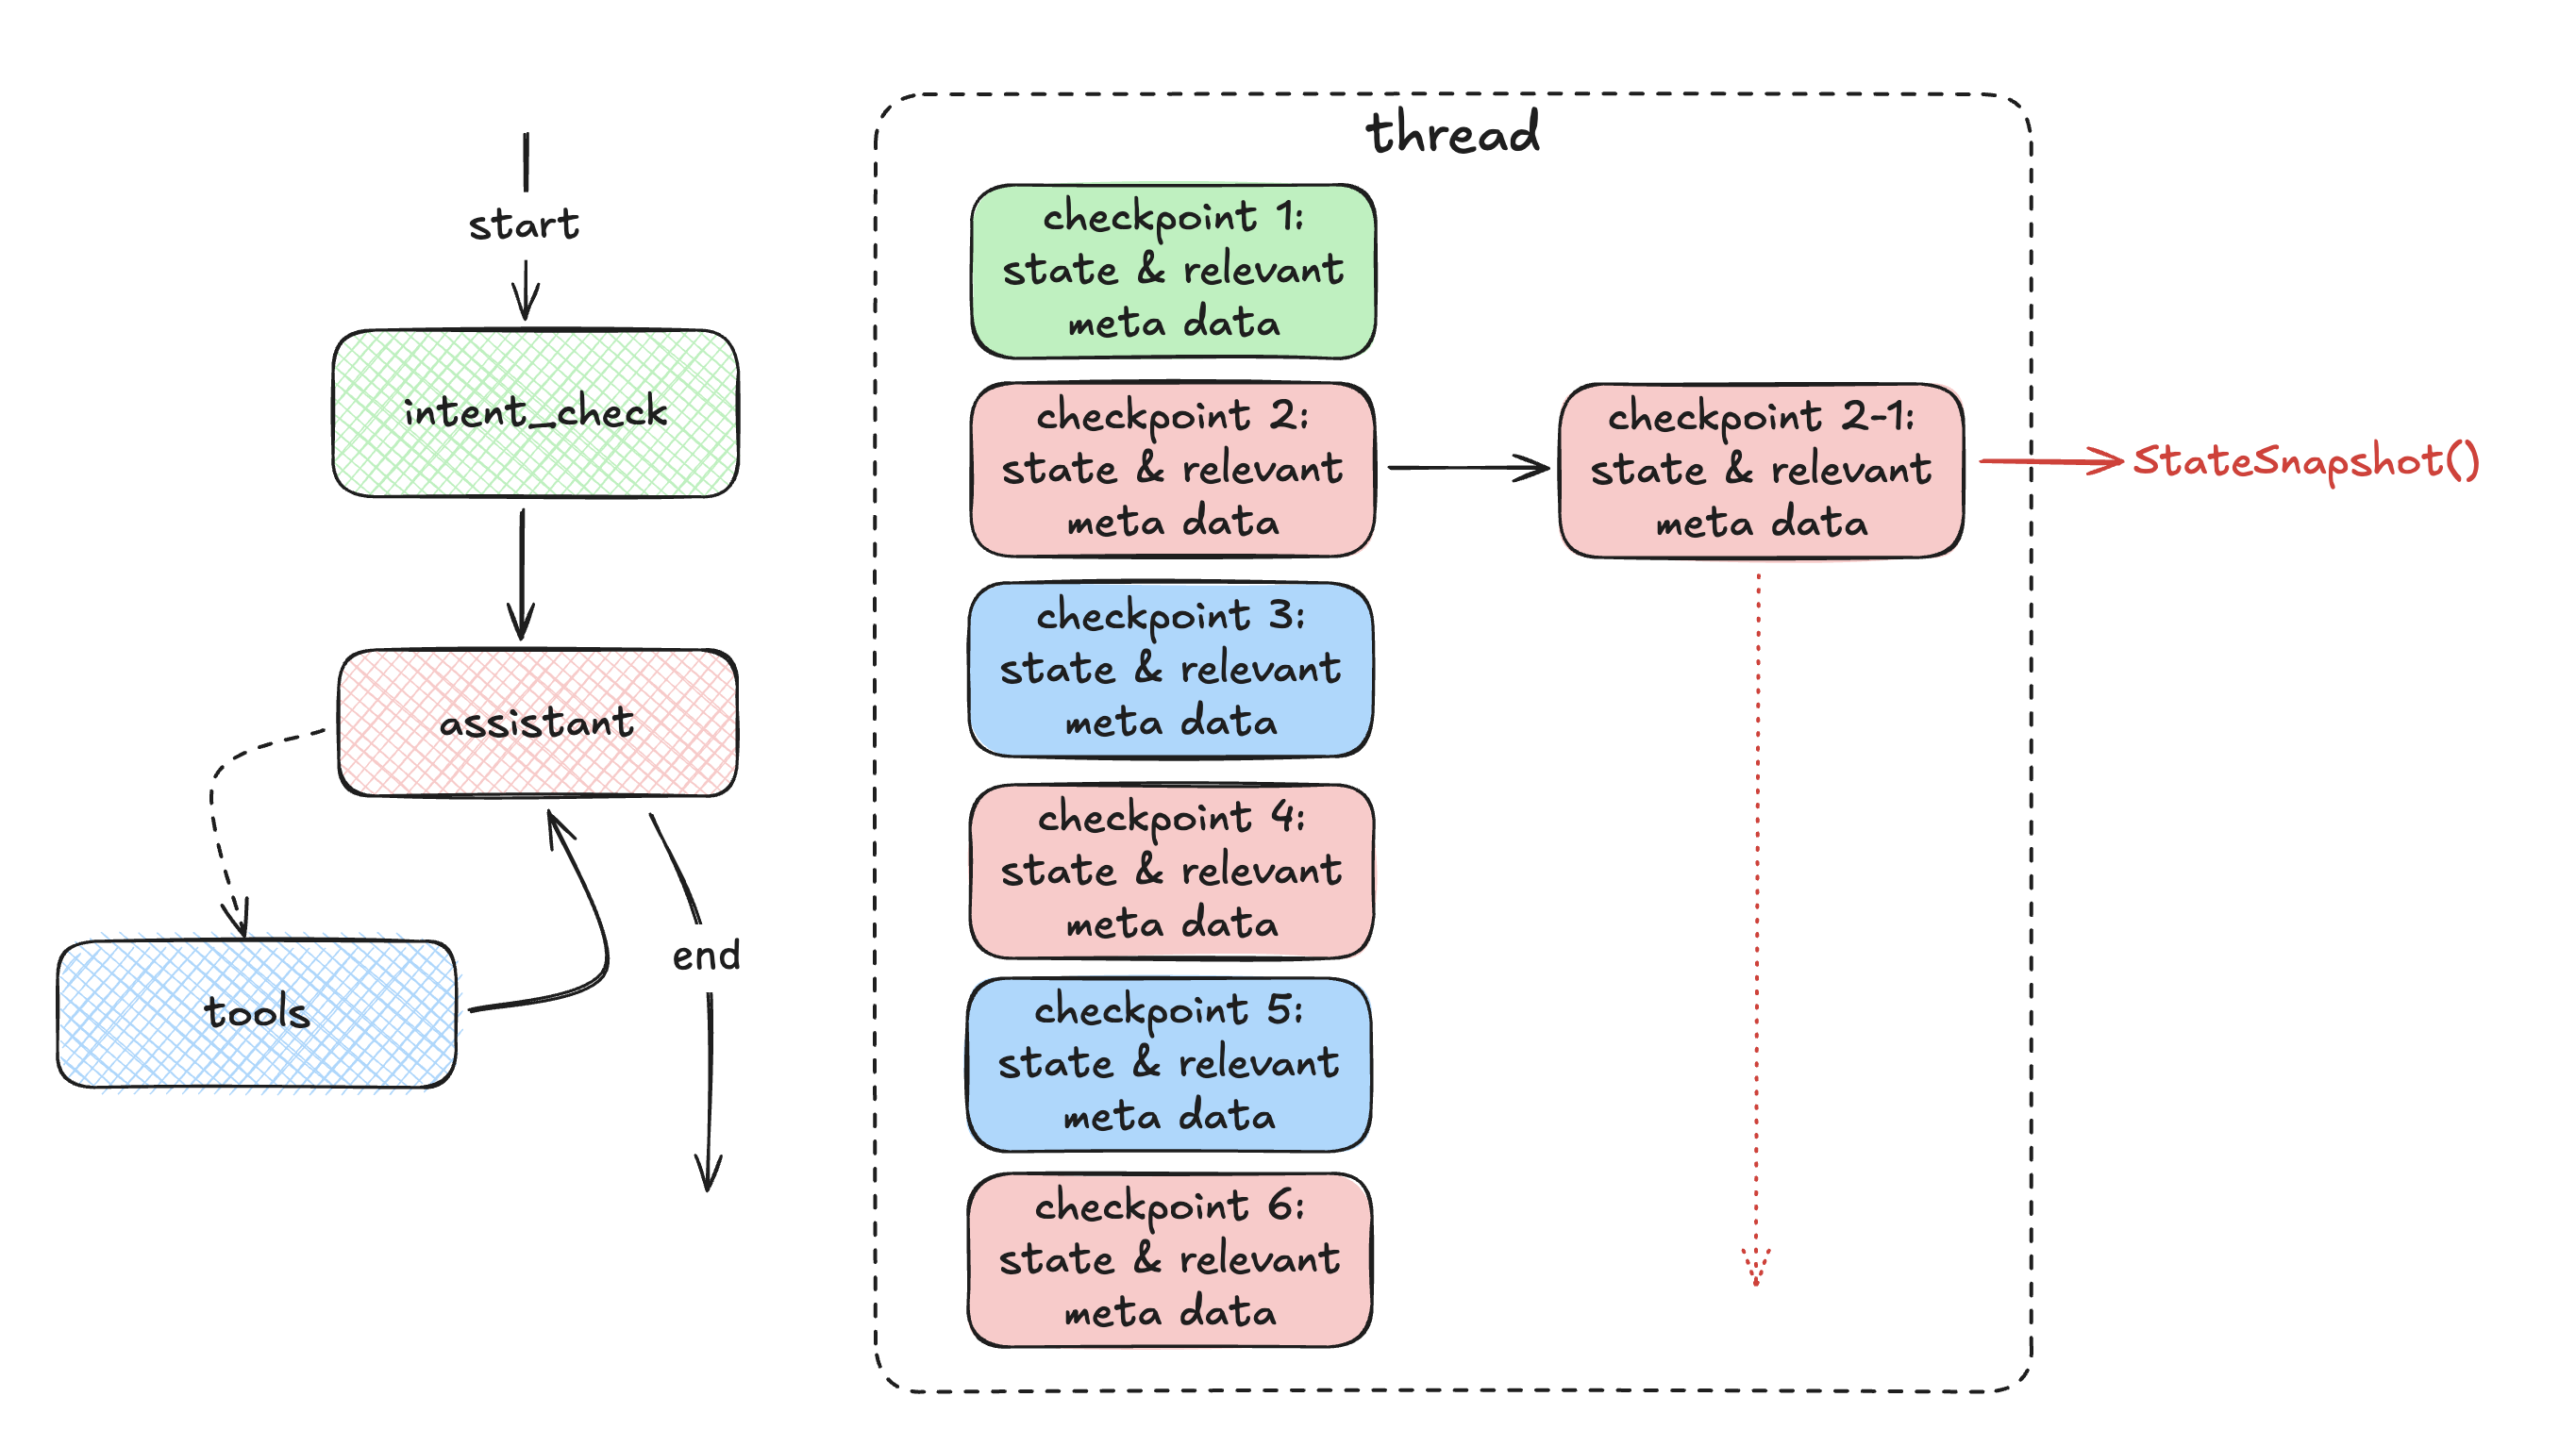 start
intent_check
assistant
tools
end
thread
checkpoint 1:
state & relevant
meta data
checkpoint 2:
state & relevant
meta data
checkpoint 2-1:
state & relevant
meta data
StateSnapshot()
checkpoint 3:
state & relevant
meta data
checkpoint 4:
state & relevant
meta data
checkpoint 5:
state & relevant
meta data
checkpoint 6:
state & relevant
meta data